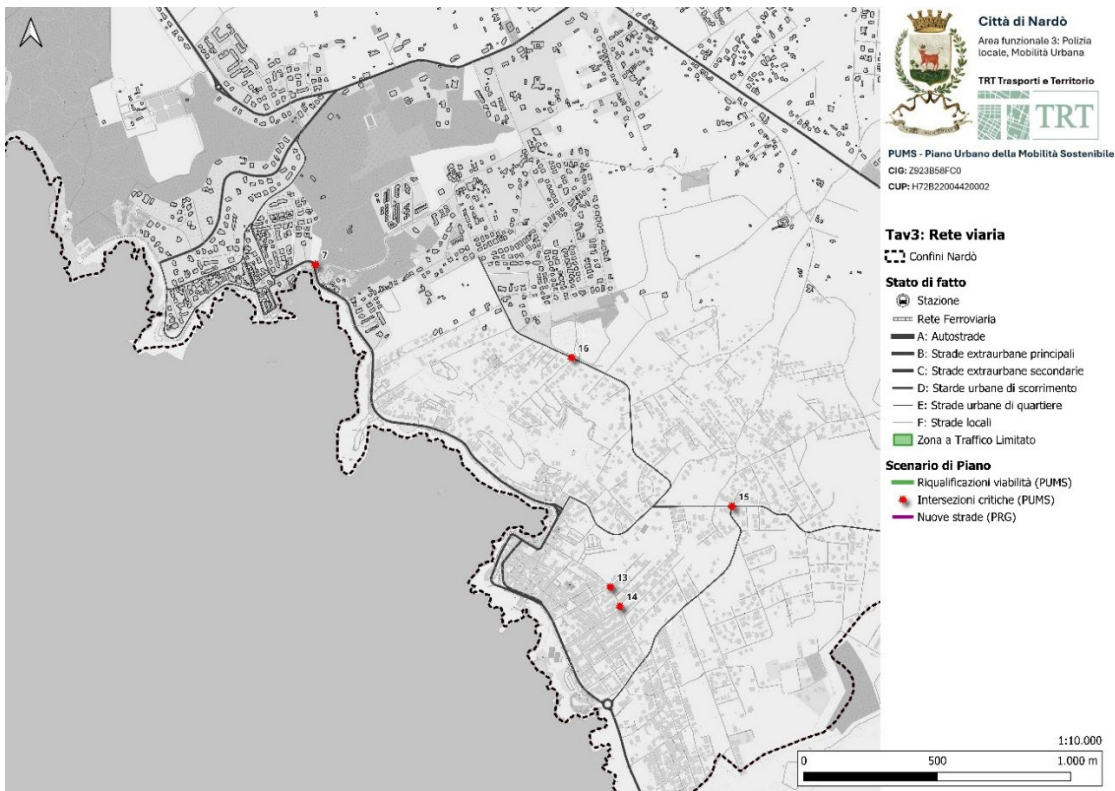 Città di Nardò
Area funzionale 3: Polizia
locale, Mobilità Urbana
TRT Trasporti e Territorio
TRT
PUMS - Piano Urbano della Mobilità Sostenibile
CIG: Z923B58FC0
CUP: H72B22004420002
Tav3: Rete viaria
Confini Nardò
Stato di fatto
Stazione
Rete Ferroviaria
A: Autostrade
B: Strade extraurbane principali
C: Strade extraurbane secondarie
D: Starde urbane di scorrimento
E: Strade urbane di quartiere
F: Strade locali
Zona a Traffico Limitato
Scenario di Piano
Riqualificazioni viabilità (PUMS)
Intersezioni critiche (PUMS)
Nuove strade (PRG)
7
16
15
13
14
1:10.000
0 500 1.000 m